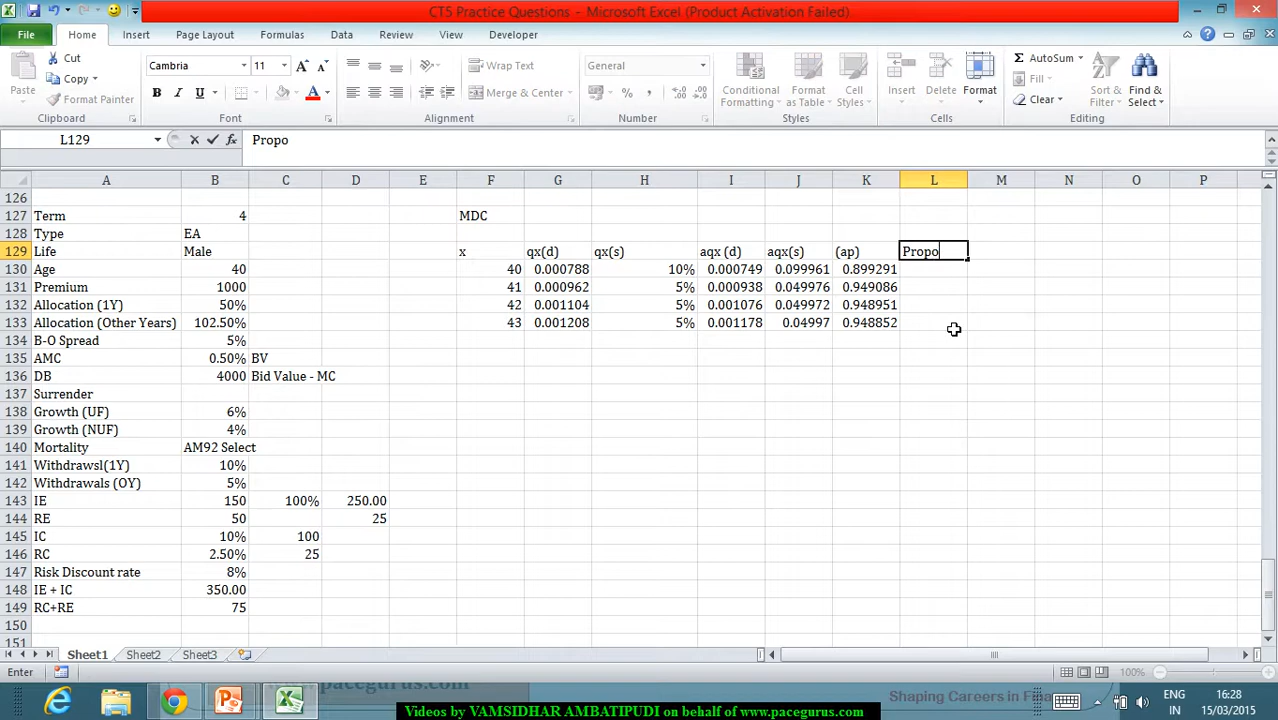 CT5 Practice Questions - Microsoft Excel (Product Activation Failed)
File Home Insert Page Layout Formulas Data Review View Developer
Paste Cut Copy Format Painter Clipboard
Cambria 11 B I U A Font
Wrap Text Merge & Center Alignment
General % , Number
Conditional Formatting Format as Table Cell Styles Styles
Insert Delete Format Cells
Σ AutoSum Fill Clear Sort & Filter Find & Select Editing
L129 fx Propo
A B C D E F G H I J K L M N O P
126
127 Term 4 MDC
128 Type EA
129 Life Male x qx(d) qx(s) aqx (d) aqx(s) (ap) Propo
130 Age 40 40 0.000788 10% 0.000749 0.099961 0.899291
131 Premium 1000 41 0.000962 5% 0.000938 0.049976 0.949086
132 Allocation (1Y) 50% 42 0.001104 5% 0.001076 0.049972 0.948951
133 Allocation (Other Years) 102.50% 43 0.001208 5% 0.001178 0.04997 0.948852
134 B-O Spread 5%
135 AMC 0.50% BV
136 DB 4000 Bid Value - MC
137 Surrender
138 Growth (UF) 6%
139 Growth (NUF) 4%
140 Mortality AM92 Select
141 Withdrawsl(1Y) 10%
142 Withdrawals (OY) 5%
143 IE 150 100% 250.00
144 RE 50 25
145 IC 10% 100
146 RC 2.50% 25
147 Risk Discount rate 8%
148 IE + IC 350.00
149 RC+RE 75
150
151
Sheet1 Sheet2 Sheet3
Enter 100%
www.pacegurus.com Shaping Careers in Fina
ENG IN 16:28 15/03/2015
Videos by VAMSIDHAR AMBATIPUDI on behalf of www.pacegurus.com